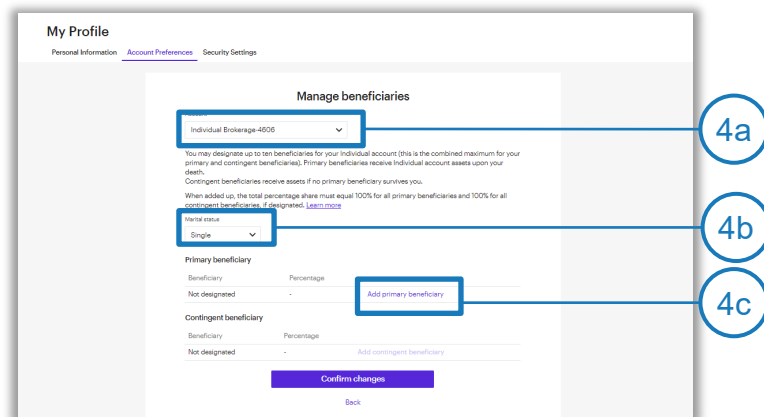 My Profile
Personal Information Account Preferences Security Settings
Manage beneficiaries
Account
Individual Brokerage-4606
4a
You may designate up to ten beneficiaries for your Individual account (this is the combined maximum for your
primary and contingent beneficiaries). Primary beneficiaries receive Individual account assets upon your
death.
Contingent beneficiaries receive assets if no primary beneficiary survives you.
When added up, the total percentage share must equal 100% for all primary beneficiaries and 100% for all
contingent beneficiaries, if designated. Learn more
Marital status
Single
4b
Primary beneficiary
Beneficiary Percentage
Not designated - Add primary beneficiary
4c
Contingent beneficiary
Beneficiary Percentage
Not designated - Add contingent beneficiary
Confirm changes
Back